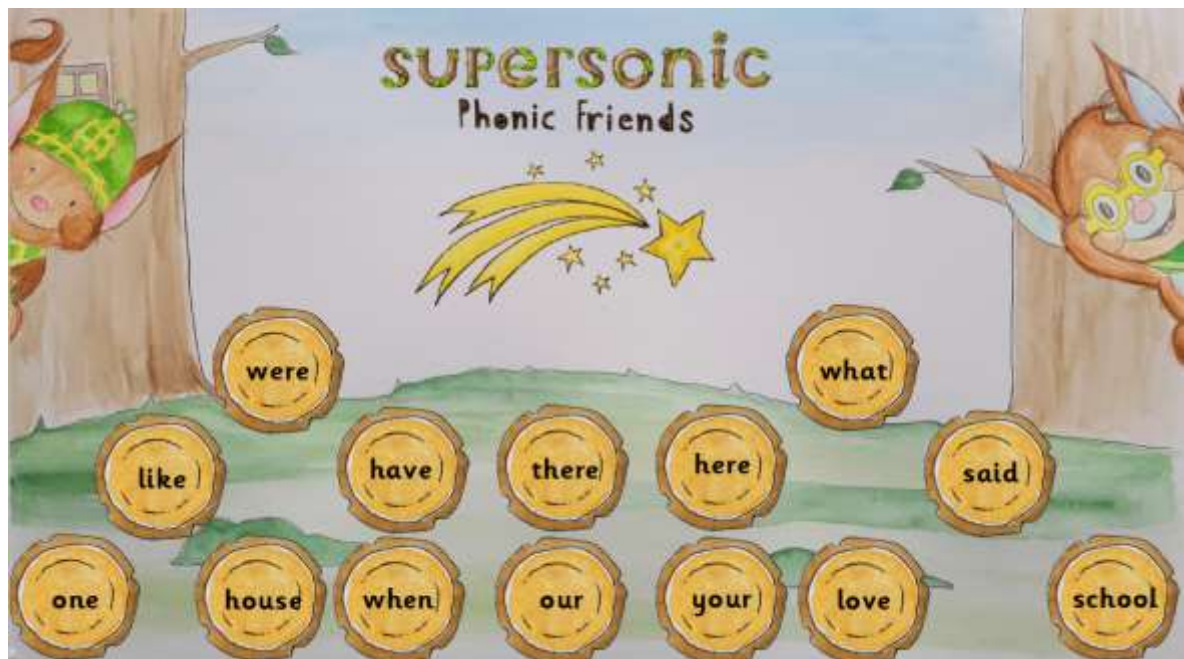 supersonic
Phonic Friends
were what
like have there here said
one house when our your love school